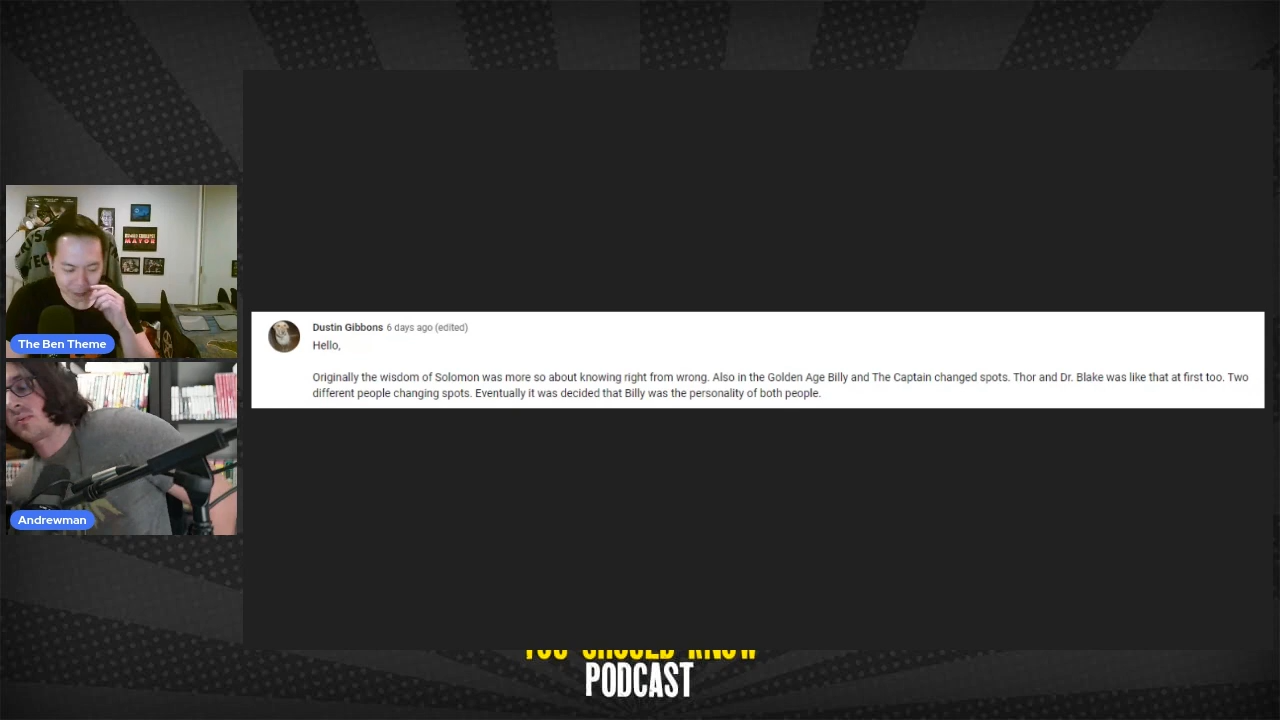 Dustin Gibbons 6 days ago (edited)
Hello,
Originally the wisdom of Solomon was more so about knowing right from wrong. Also in the Golden Age Billy and The Captain changed spots. Thor and Dr. Blake was like that at first too. Two
different people changing spots. Eventually it was decided that Billy was the personality of both people.
The Ben Theme
Andrewman
YOU SHOULD KNOW
PODCAST